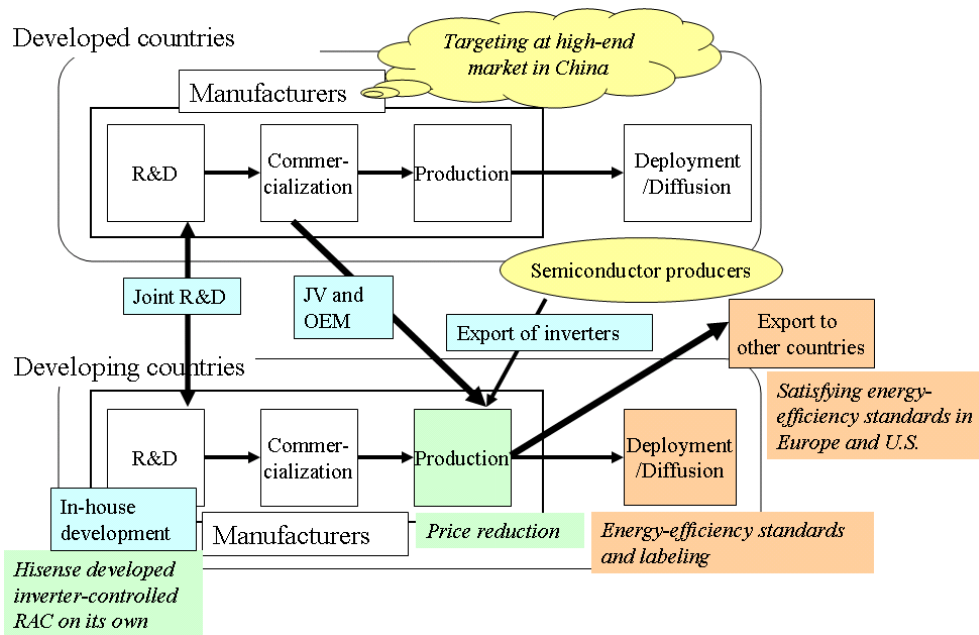 Developed countries
Targeting at high-end
market in China
Manufacturers
R&D
Commer-
cialization
Production
Deployment
/Diffusion
Semiconductor producers
Joint R&D
JV and
OEM
Export of inverters
Export to
other countries
Developing countries
Satisfying energy-
efficiency standards in
Europe and U.S.
R&D
Commer-
cialization
Production
Deployment
/Diffusion
In-house
development
Manufacturers
Price reduction
Energy-efficiency standards
and labeling
Hisense developed
inverter-controlled
RAC on its own